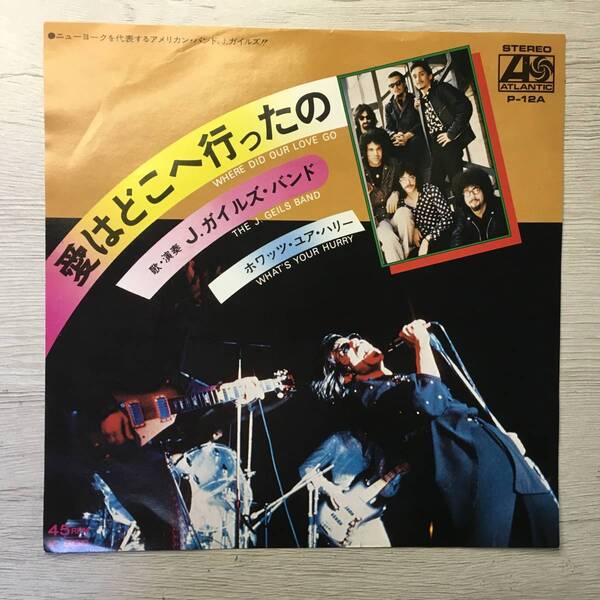 ●ニューヨークを代表するアメリカン・バンド、J.ガイルズ!!
STEREO
ATLANTIC
P-12A
愛はどこへ行ったの
WHERE DID OUR LOVE GO
歌・演奏 J.ガイルズ・バンド
THE J. GEILS BAND
ホワッツ・ユア・ハリー
WHAT'S YOUR HURRY
45RPM